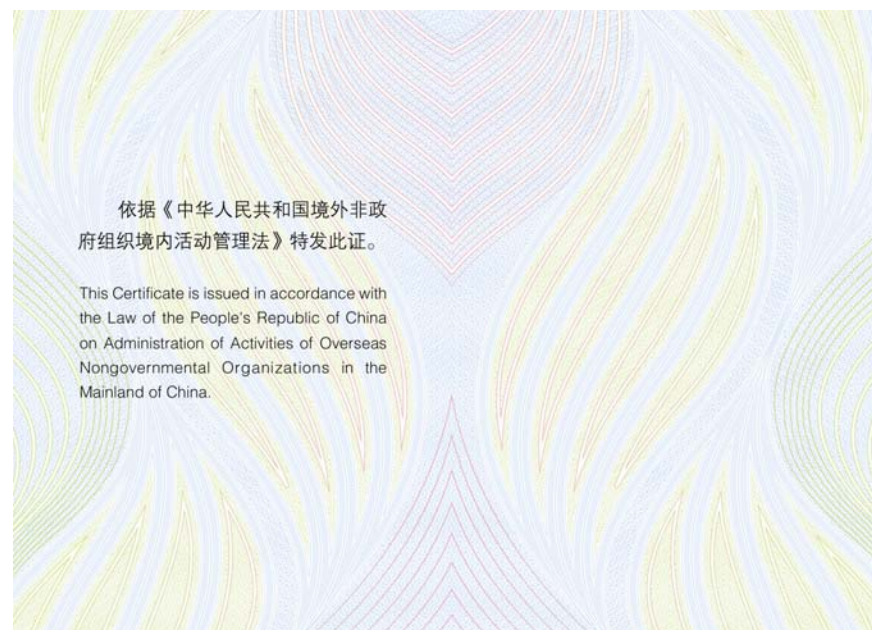 依据《中华人民共和国境外非政
府组织境内活动管理法》特发此证。
This Certificate is issued in accordance with
the Law of the People's Republic of China
on Administration of Activities of Overseas
Nongovernmental Organizations in the
Mainland of China.